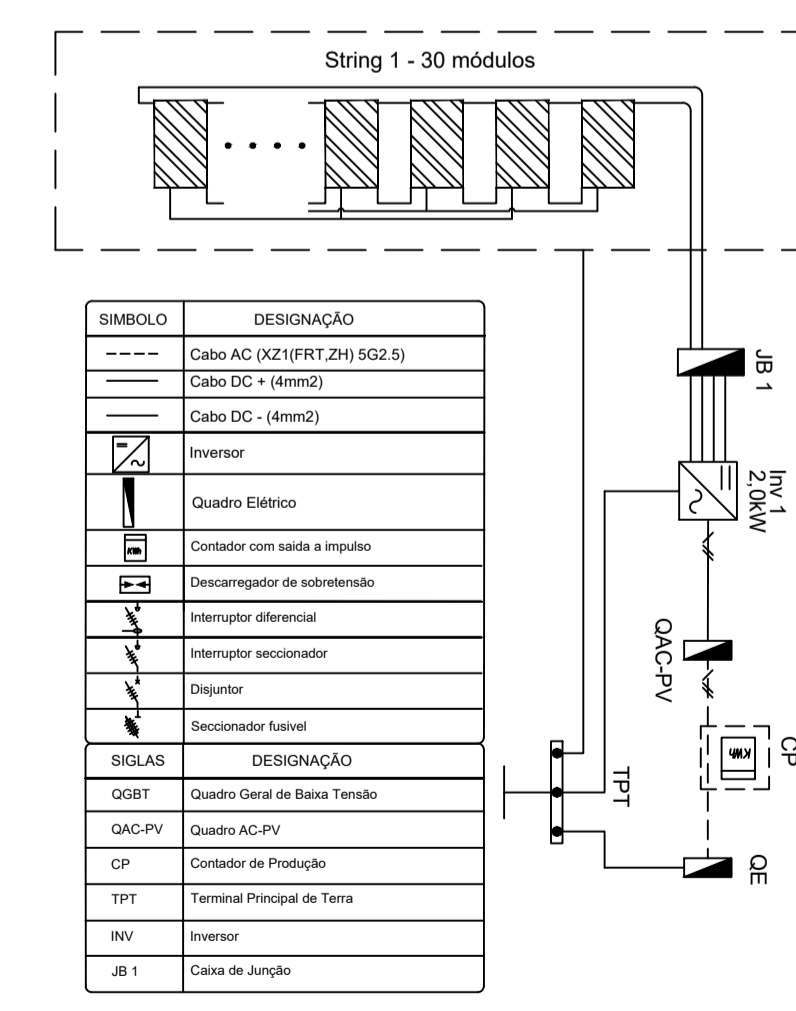 String 1 - 30 módulos
SIMBOLO DESIGNAÇÃO
Cabo AC (XZ1(FRT,ZH) 5G2.5)
Cabo DC + (4mm2)
Cabo DC - (4mm2)
Inversor
Quadro Elétrico
KWh Contador com saida a impulso
Descarregador de sobretensão
Interruptor diferencial
Interruptor seccionador
Disjuntor
Seccionador fusivel
SIGLAS DESIGNAÇÃO
QGBT Quadro Geral de Baixa Tensão
QAC-PV Quadro AC-PV
CP Contador de Produção
TPT Terminal Principal de Terra
INV Inversor
JB 1 Caixa de Junção
JB 1
Inv 1
2,0kW
QAC-PV
KWh
CP
TPT
QE